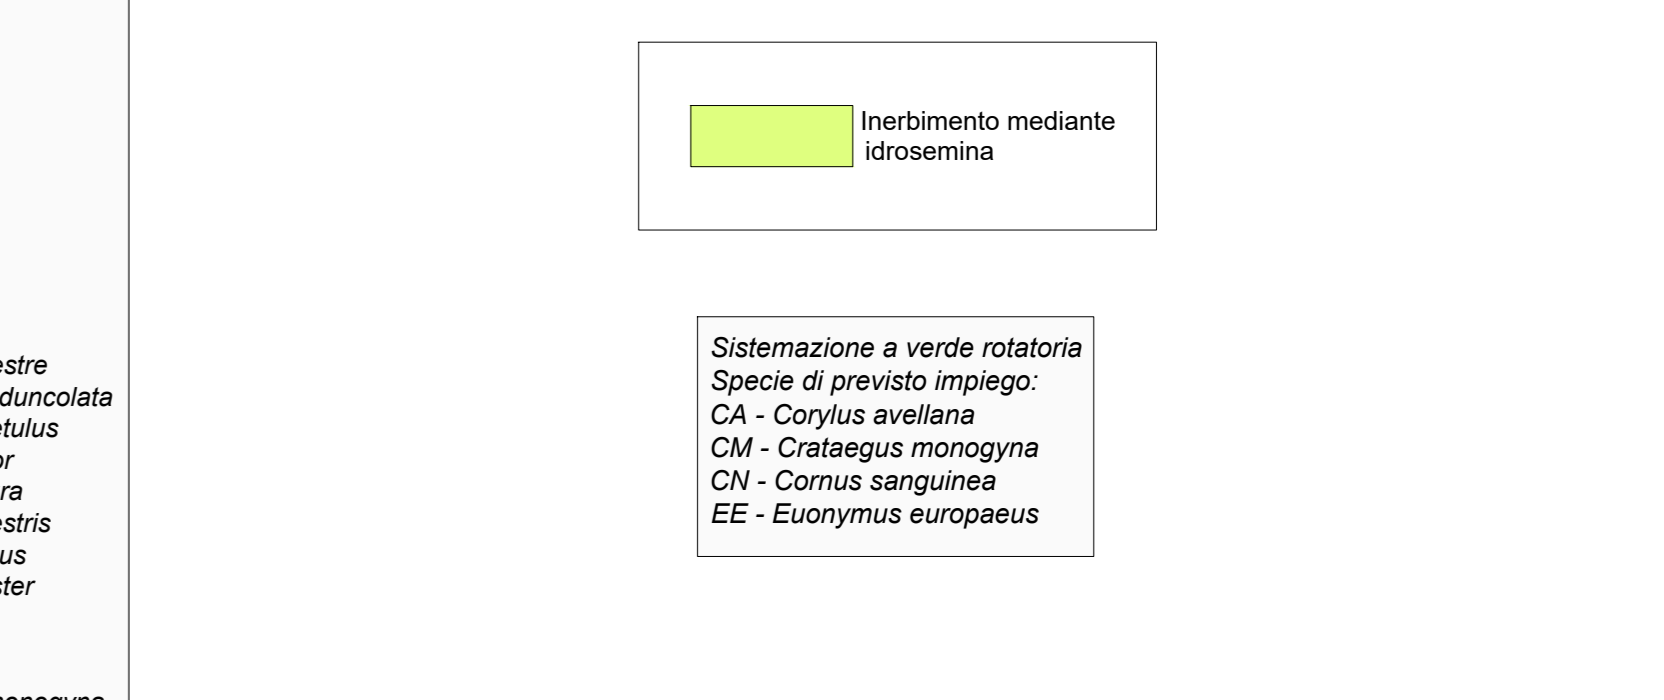 Inerbimento mediante
idrosemina
Sistemazione a verde rotatoria
Specie di previsto impiego:
CA - Corylus avellana
CM - Crataegus monogyna
CN - Cornus sanguinea
EE - Euonymus europaeus
estre
duncolata
etulus
or
ra
estris
us
ster